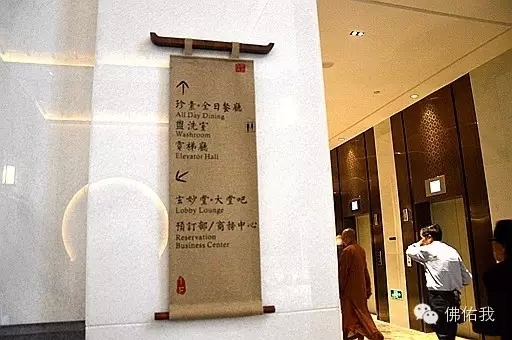 珍素·全日餐廳
All Day Dining
盥洗室
Washroom
電梯廳
Elevator Hall
玄妙堂·大堂吧
Lobby Lounge
預訂部/商務中心
Reservation
Business Center
佛佑我